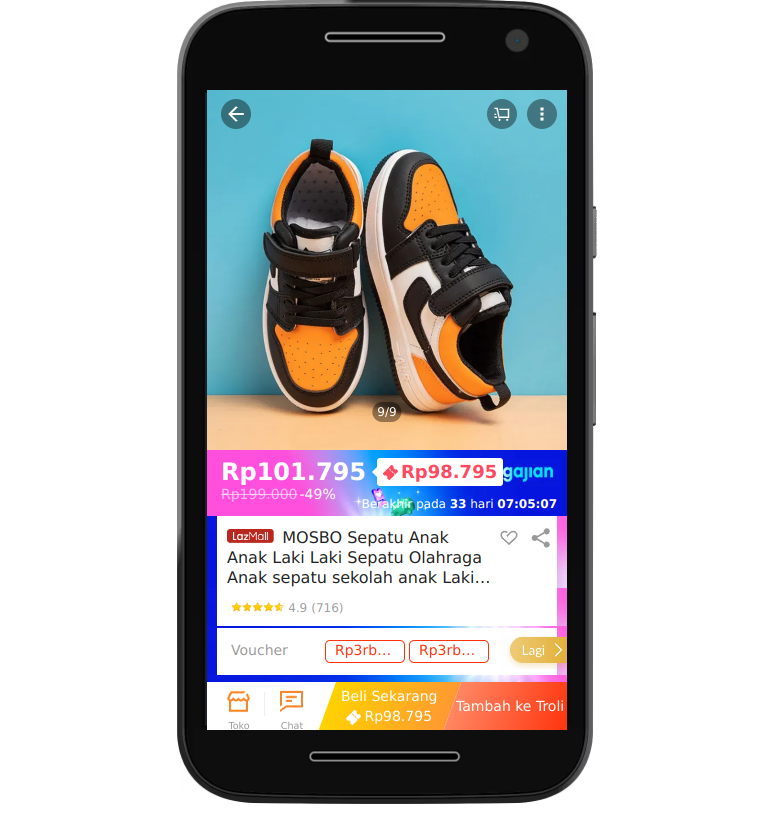 9/9
Rp101.795 Rp98.795 gajian
Rp199.000 -49%
Berakhir pada 33 hari 07:05:07
LazMall MOSBO Sepatu Anak
Anak Laki Laki Sepatu Olahraga
Anak sepatu sekolah anak Laki...
4.9 (716)
Voucher Rp3rb... Rp3rb... Lagi
Beli Sekarang
Rp98.795
Tambah ke Troli
Toko Chat